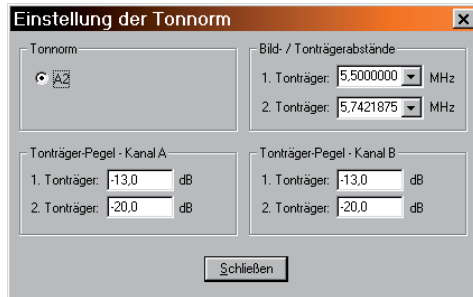 Einstellung der Tonnorm
Tonnorm
A2
Bild- / Tonträgerabstände
1. Tonträger: 5,5000000 MHz
2. Tonträger: 5,7421875 MHz
Tonträger-Pegel - Kanal A
1. Tonträger: -13,0 dB
2. Tonträger: -20,0 dB
Tonträger-Pegel - Kanal B
1. Tonträger: -13,0 dB
2. Tonträger: -20,0 dB
Schließen